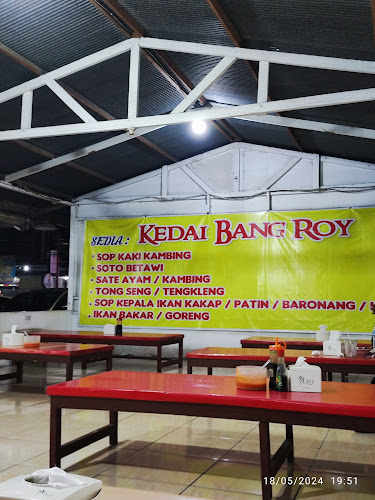 SEDIA : KEDAI BANG ROY
• SOP KAKI KAMBING
• SOTO BETAWI
• SATE AYAM / KAMBING
• TONG SENG / TENGKLENG
• SOP KEPALA IKAN KAKAP / PATIN / BARONANG /
• IKAN BAKAR / GORENG
18/05/2024 19:51